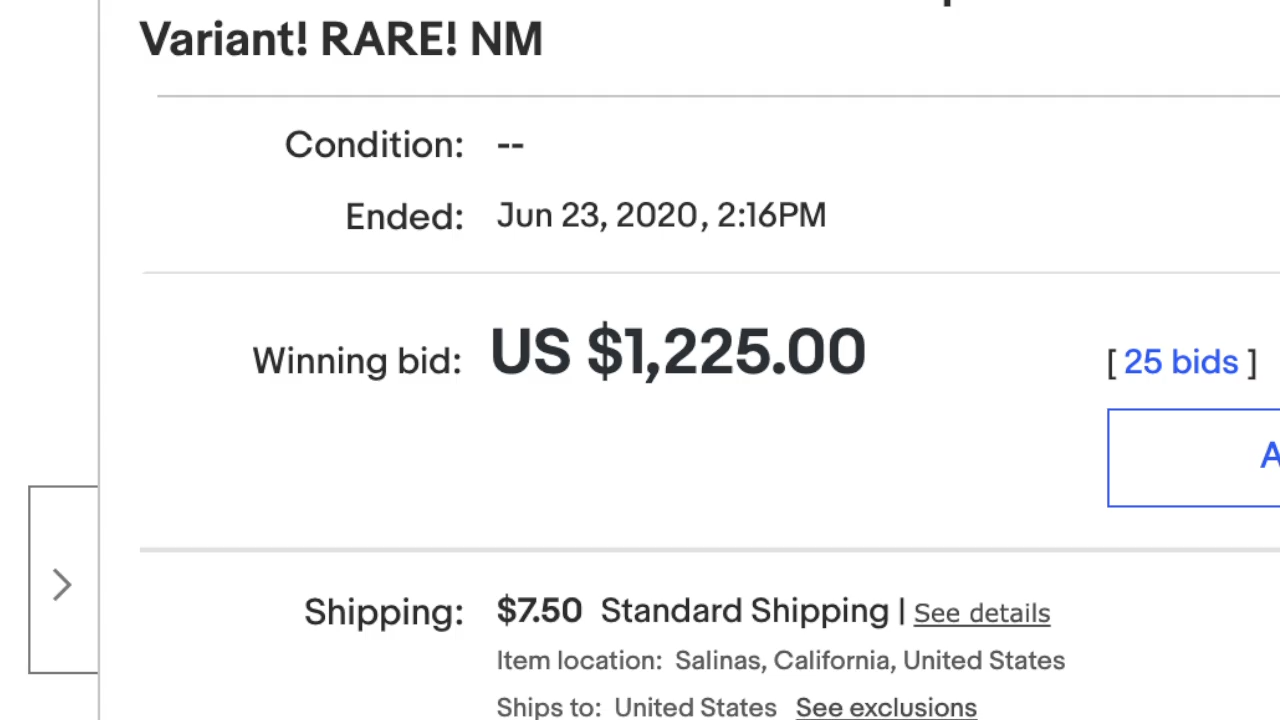 Variant! RARE! NM
Condition: --
Ended: Jun 23, 2020, 2:16PM
Winning bid: US $1,225.00 [ 25 bids ]
A
Shipping: $7.50 Standard Shipping | See details
Item location: Salinas, California, United States
Ships to: United States See exclusions